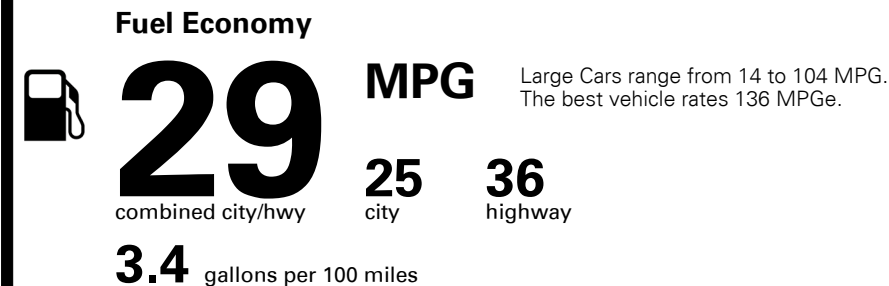 Fuel Economy
29 MPG
Large Cars range from 14 to 104 MPG.
The best vehicle rates 136 MPGe.
combined city/hwy
25
city
36
highway
3.4 gallons per 100 miles